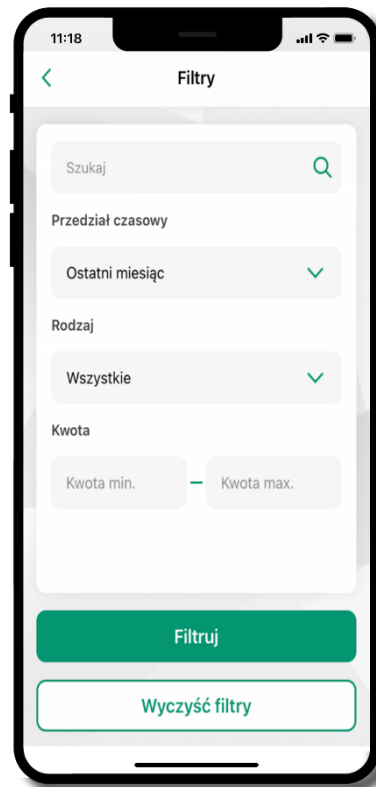 11:18
Filtry
Szukaj
Przedział czasowy
Ostatni miesiąc
Rodzaj
Wszystkie
Kwota
Kwota min. – Kwota max.
Filtruj
Wyczyść filtry